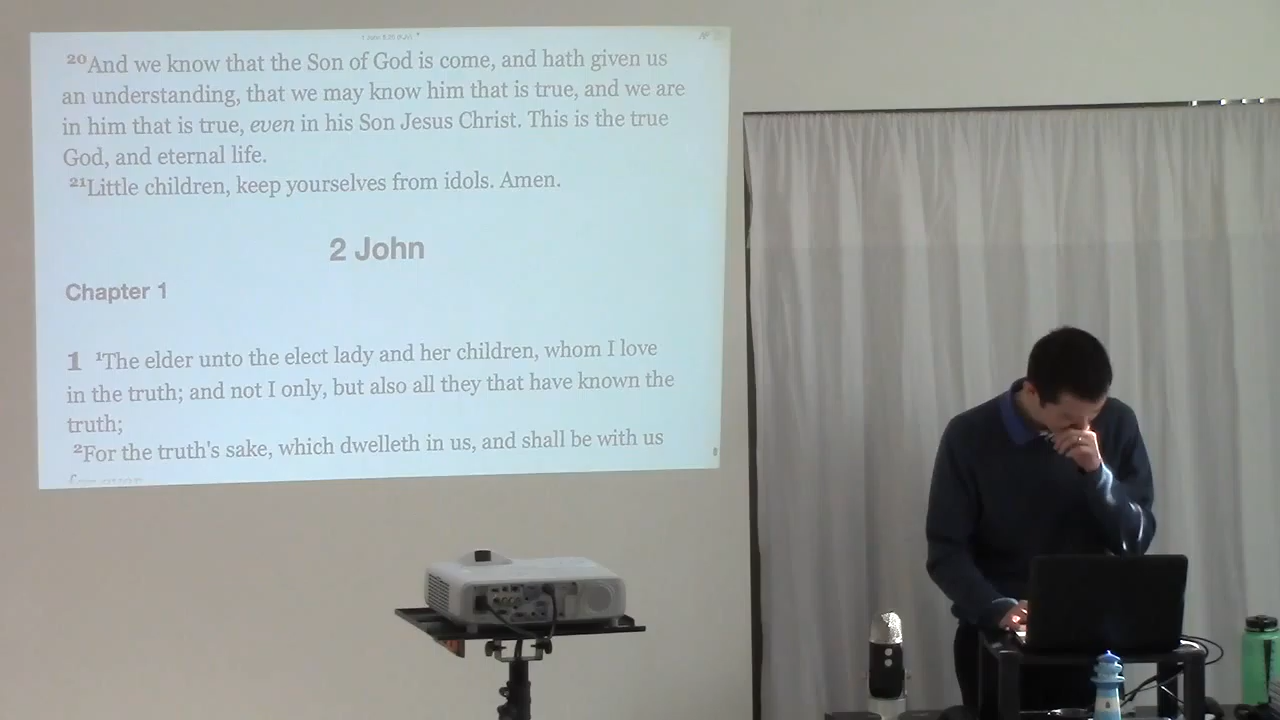 ²⁰And we know that the Son of God is come, and hath given us
an understanding, that we may know him that is true, and we are
in him that is true, even in his Son Jesus Christ. This is the true
God, and eternal life.
²¹Little children, keep yourselves from idols. Amen.
2 John
Chapter 1
1 ¹The elder unto the elect lady and her children, whom I love
in the truth; and not I only, but also all they that have known the
truth;
²For the truth's sake, which dwelleth in us, and shall be with us